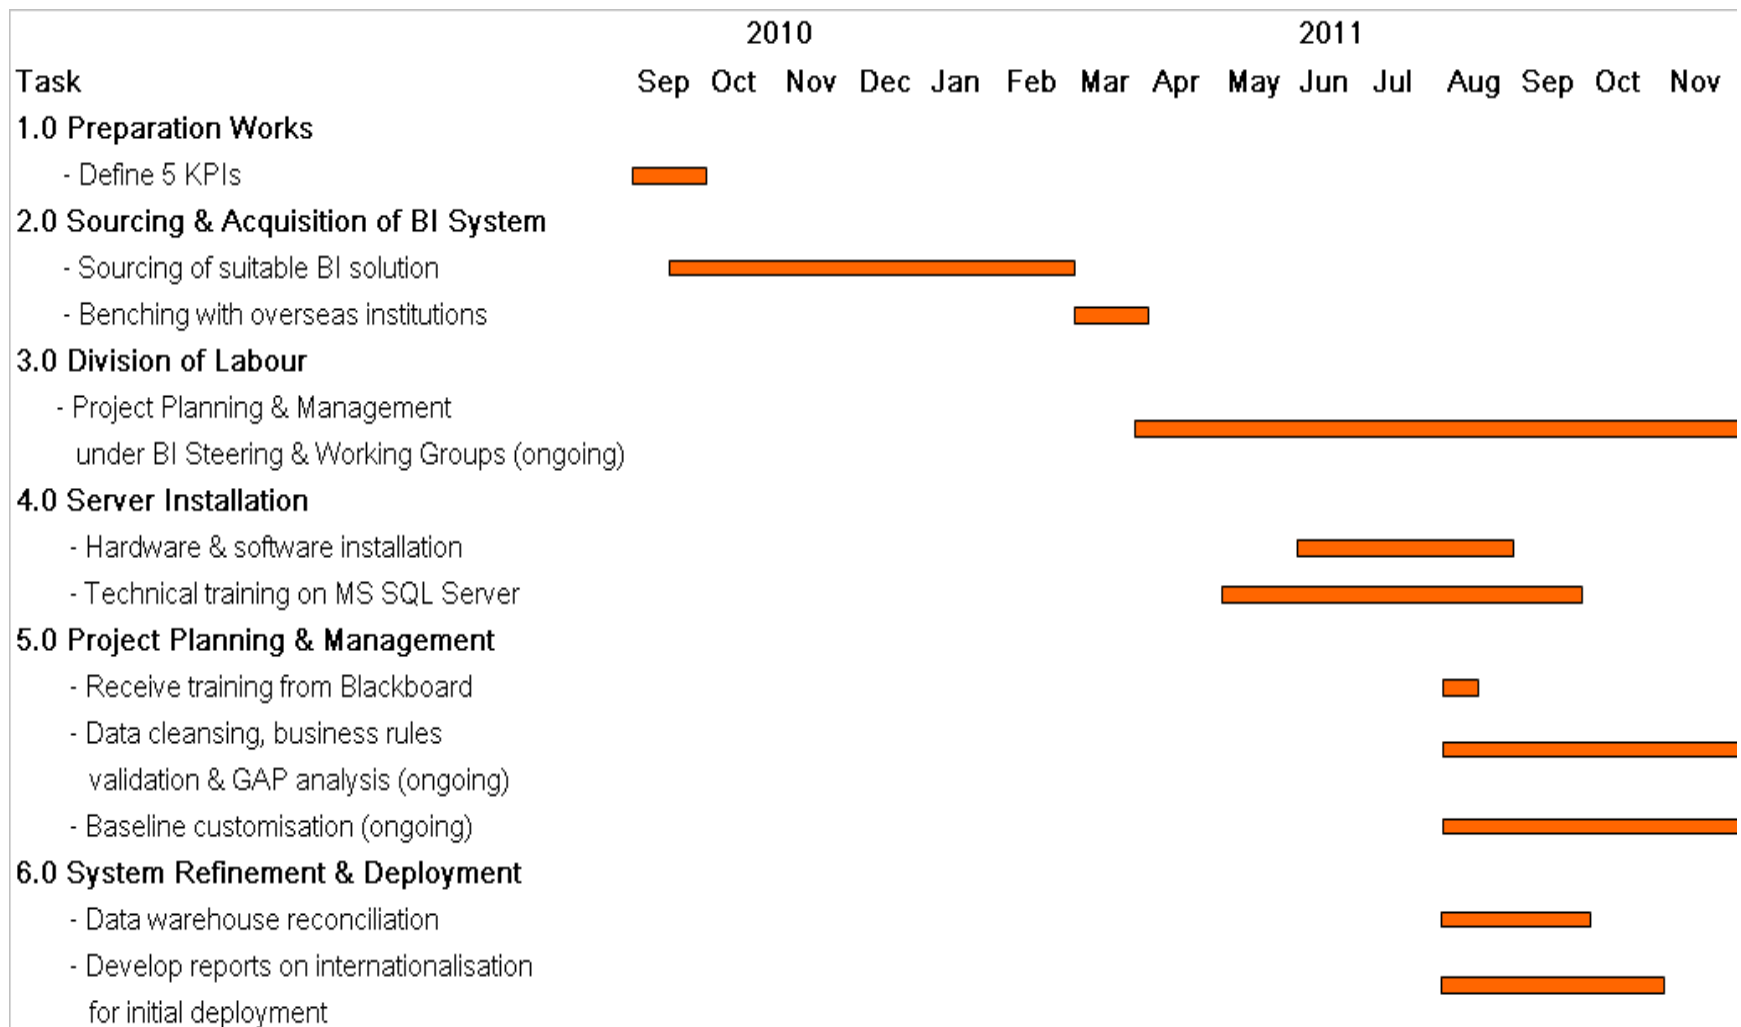 2010 2011
Task Sep Oct Nov Dec Jan Feb Mar Apr May Jun Jul Aug Sep Oct Nov
1.0 Preparation Works
- Define 5 KPIs
2.0 Sourcing & Acquisition of BI System
- Sourcing of suitable BI solution
- Benching with overseas institutions
3.0 Division of Labour
- Project Planning & Management
under BI Steering & Working Groups (ongoing)
4.0 Server Installation
- Hardware & software installation
- Technical training on MS SQL Server
5.0 Project Planning & Management
- Receive training from Blackboard
- Data cleansing, business rules
validation & GAP analysis (ongoing)
- Baseline customisation (ongoing)
6.0 System Refinement & Deployment
- Data warehouse reconciliation
- Develop reports on internationalisation
for initial deployment